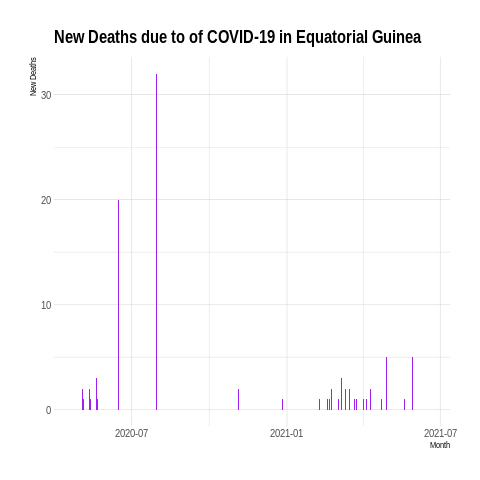 New Deaths due to of COVID-19 in Equatorial Guinea
New Deaths
30
20
10
0
2020-07
2021-01
2021-07
Month